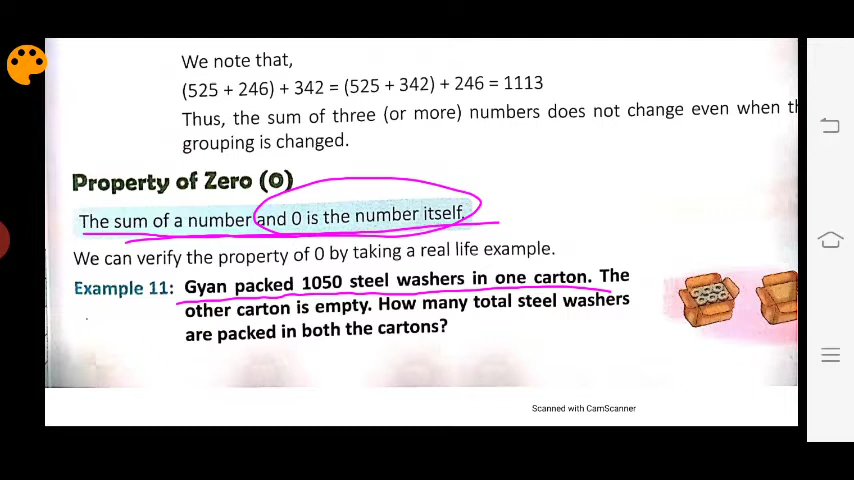 We note that,
(525 + 246) + 342 = (525 + 342) + 246 = 1113
Thus, the sum of three (or more) numbers does not change even when
grouping is changed.
Property of Zero (0)
The sum of a number and 0 is the number itself.
We can verify the property of 0 by taking a real life example.
Example 11: Gyan packed 1050 steel washers in one carton. The
other carton is empty. How many total steel washers
are packed in both the cartons?
Scanned with CamScanner